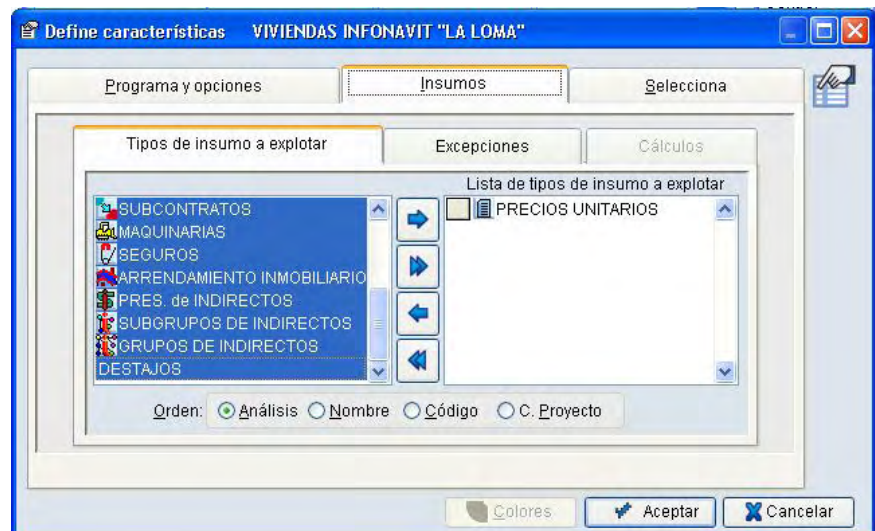 Define características VIVIENDAS INFONAVIT "LA LOMA"
Programa y opciones
Insumos
Selecciona
Tipos de insumo a explotar
Excepciones
Cálculos
Lista de tipos de insumo a explotar
SUBCONTRATOS
MAQUINARIAS
SEGUROS
ARRENDAMIENTO INMOBILIARIO
PRES. de INDIRECTOS
SUBGRUPOS DE INDIRECTOS
GRUPOS DE INDIRECTOS
DESTAJOS
PRECIOS UNITARIOS
Orden: Análisis Nombre Código C. Proyecto
Colores
Aceptar
Cancelar